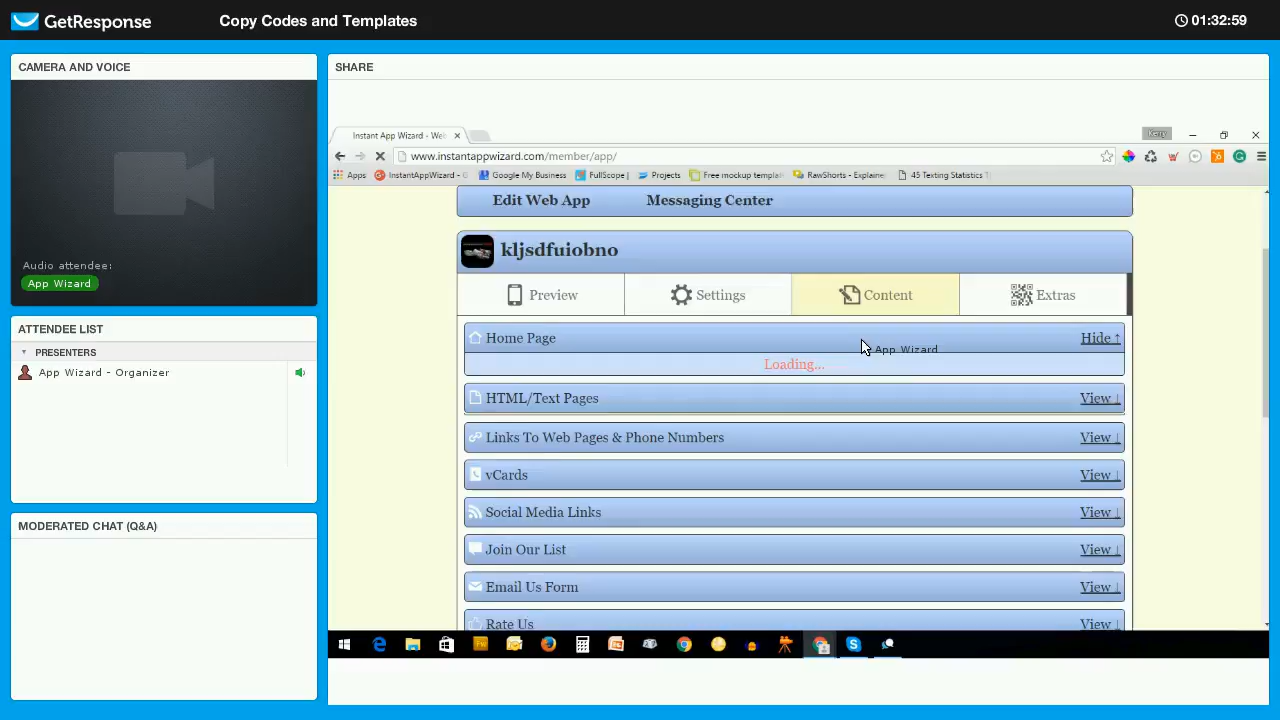 GetResponse
Copy Codes and Templates
01:32:59
CAMERA AND VOICE
Audio attendee:
App Wizard
ATTENDEE LIST
PRESENTERS
App Wizard - Organizer
MODERATED CHAT (Q&A)
SHARE
Instant App Wizard - Wel
Kerry
www.instantappwizard.com/member/app/
Apps
InstantAppWizard - G
Google My Business
FullScope |
Projects
Free mockup templat
RawShorts - Explaine
45 Texting Statistics T
Edit Web App
Messaging Center
kljsdfuiobno
Preview
Settings
Content
Extras
Home Page
Hide ↑
App Wizard
Loading...
HTML/Text Pages
View ↓
Links To Web Pages & Phone Numbers
View ↓
vCards
View ↓
Social Media Links
View ↓
Join Our List
View ↓
Email Us Form
View ↓
Rate Us
View ↓